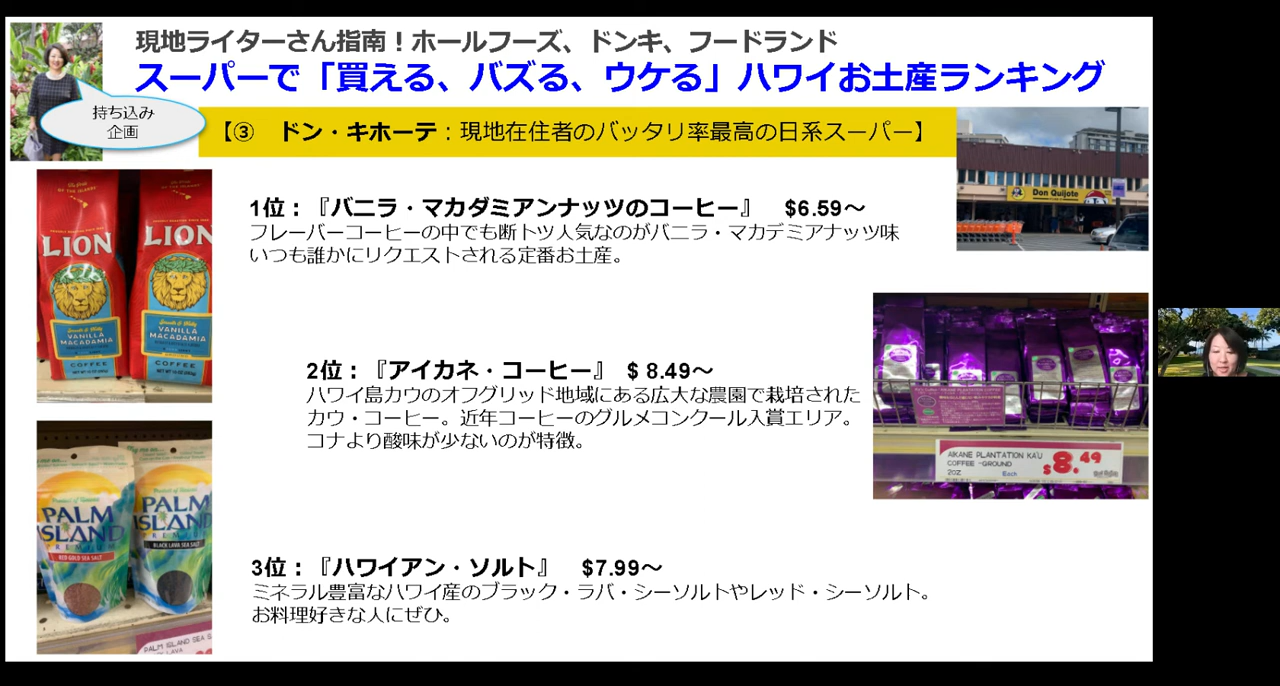 現地ライターさん指南！ホールフーズ、ドンキ、フードランド
スーパーで「買える、バズる、ウケる」ハワイお土産ランキング
持ち込み
企画
【③　ドン・キホーテ：現地在住者のバッタリ率最高の日系スーパー】
Don Quijote
1位：『バニラ・マカダミアンナッツのコーヒー』　$6.59～
フレーバーコーヒーの中でも断トツ人気なのがバニラ・マカデミアナッツ味
いつも誰かにリクエストされる定番お土産。
LION
VANILLA
MACADAMIA
COFFEE
LION
VANILLA
MACADAMIA
COFFEE
2位：『アイカネ・コーヒー』　$ 8.49～
ハワイ島カウのオフグリッド地域にある広大な農園で栽培された
カウ・コーヒー。近年コーヒーのグルメコンクール入賞エリア。
コナより酸味が少ないのが特徴。
AIKANE PLANTATION KA'U
COFFEE -GROUND
2OZ
Each
$8.49
PALM
ISLAND
RED GOLD SEA SALT
PALM
ISLAND
BLACK LAVA SEA SALT
PALM ISLAND SEA S
3位：『ハワイアン・ソルト』　$7.99～
ミネラル豊富なハワイ産のブラック・ラバ・シーソルトやレッド・シーソルト。
お料理好きな人にぜひ。